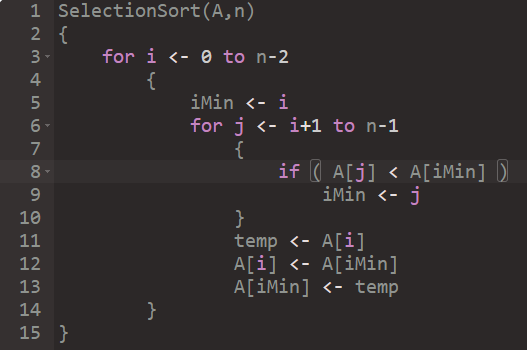 1 SelectionSort(A,n)
2 {
3 for i <- 0 to n-2
4 {
5 iMin <- i
6 for j <- i+1 to n-1
7 {
8 if ( A[j] < A[iMin] )
9 iMin <- j
10 }
11 temp <- A[i]
12 A[i] <- A[iMin]
13 A[iMin] <- temp
14 }
15 }